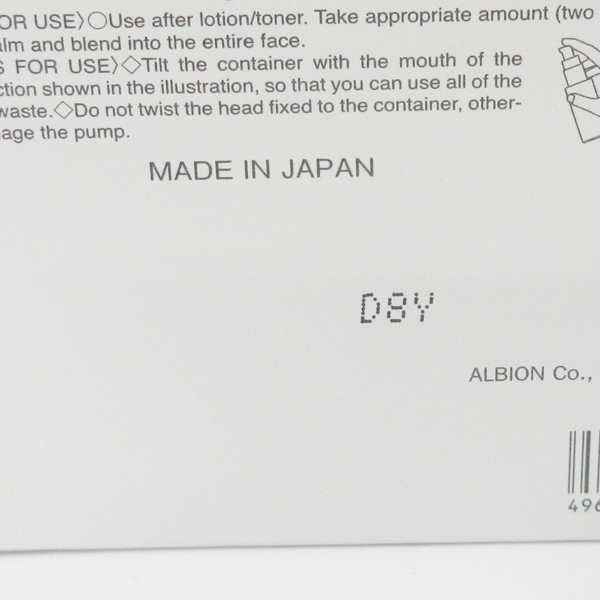 OR USE〉○Use after lotion/toner. Take appropriate amount (two
lm and blend into the entire face.
S FOR USE〉◇Tilt the container with the mouth of the
ction shown in the illustration, so that you can use all of the
waste.◇Do not twist the head fixed to the container, other-
age the pump.
MADE IN JAPAN
D8Y
ALBION Co.,
496